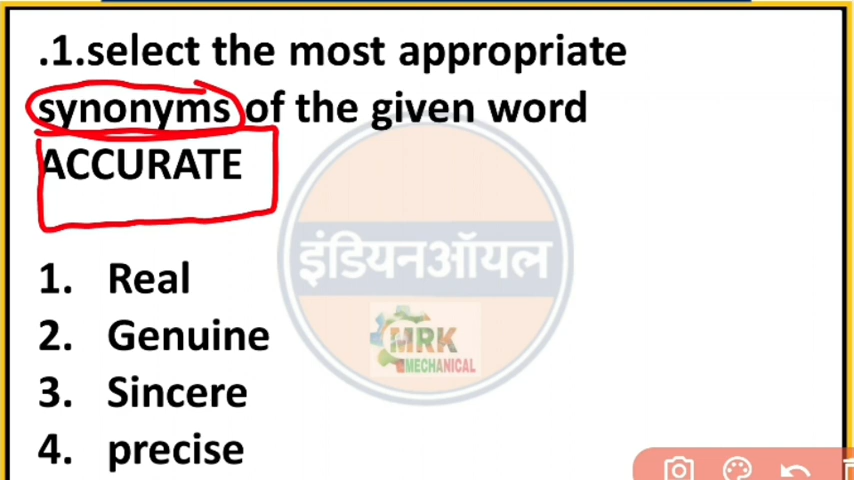 .1.select the most appropriate
synonyms of the given word
ACCURATE
इंडियनऑयल
1. Real
2. Genuine
MRK
MECHANICAL
3. Sincere
4. precise